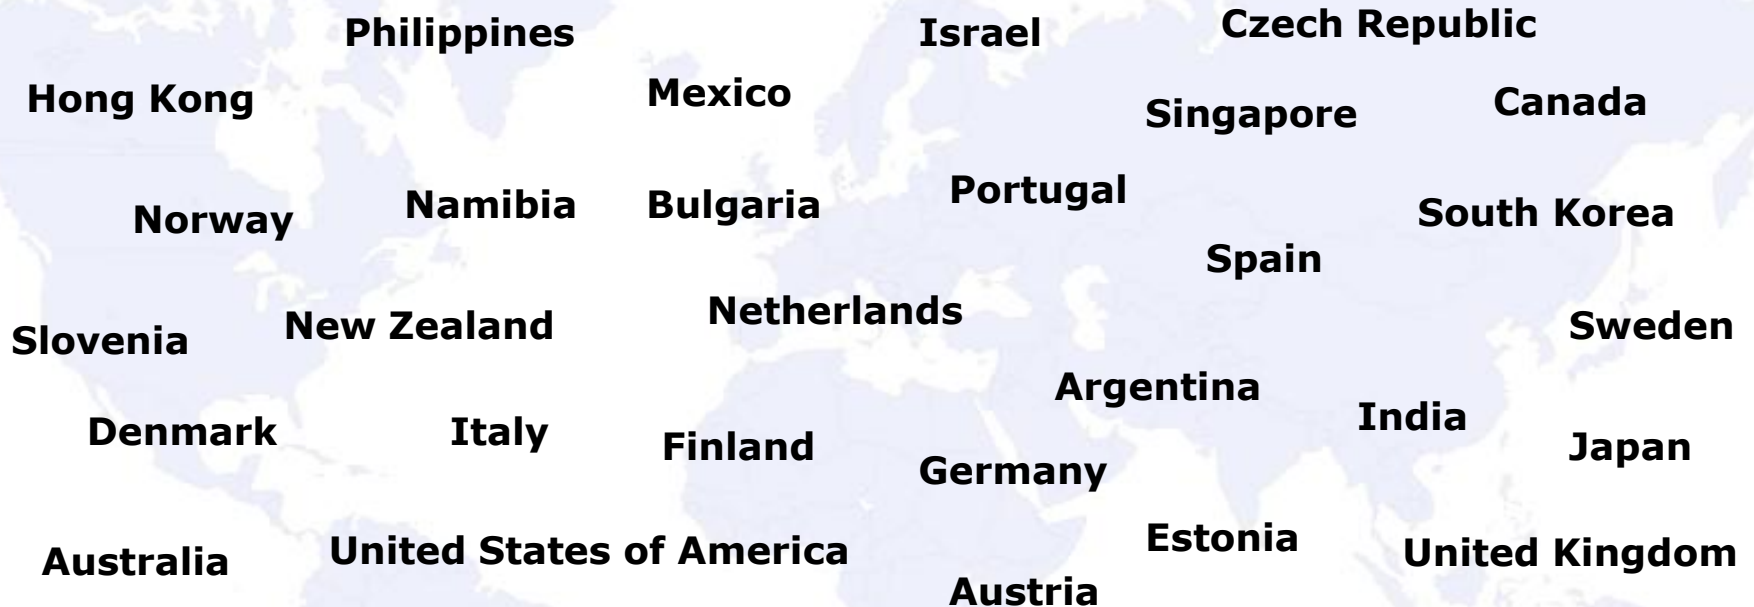 Philippines
Israel
Czech Republic
Hong Kong
Mexico
Singapore
Canada
Norway
Namibia
Bulgaria
Portugal
South Korea
Spain
Slovenia
New Zealand
Netherlands
Sweden
Argentina
Denmark
Italy
Finland
Germany
India
Japan
Australia
United States of America
Austria
Estonia
United Kingdom